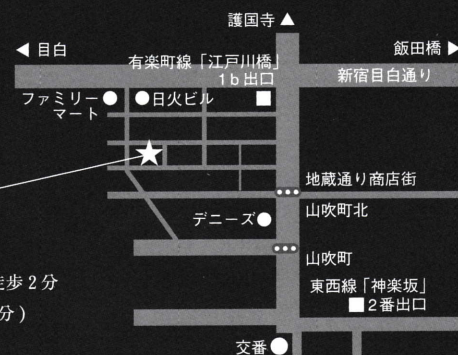 護国寺▲
◀目白
飯田橋▶
有楽町線「江戸川橋」
1b出口
新宿目白通り
ファミリー
マート
日火ビル
地蔵通り商店街
山吹町北
デニーズ
山吹町
徒歩2分
分)
東西線「神楽坂」
2番出口
交番